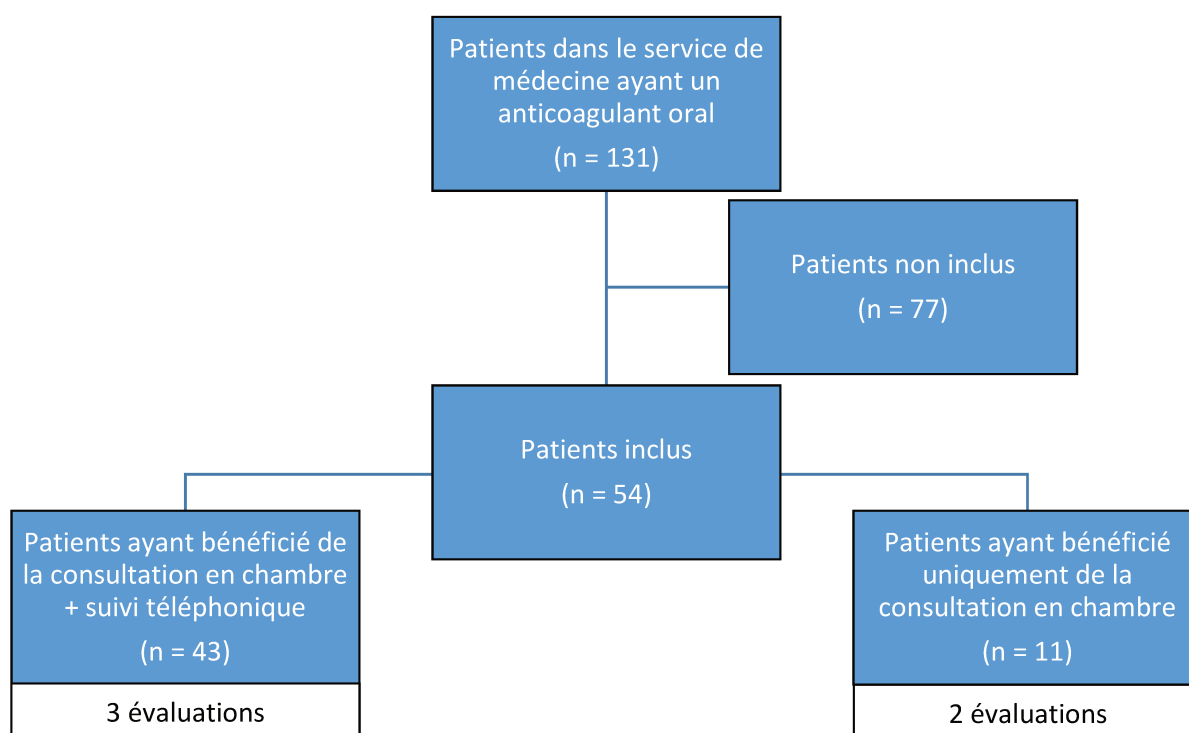 Patients dans le service de
médecine ayant un
anticoagulant oral
(n = 131)
Patients non inclus
(n = 77)
Patients inclus
(n = 54)
Patients ayant bénéficié de
la consultation en chambre
+ suivi téléphonique
(n = 43)
3 évaluations
Patients ayant bénéficié
uniquement de la
consultation en chambre
(n = 11)
2 évaluations